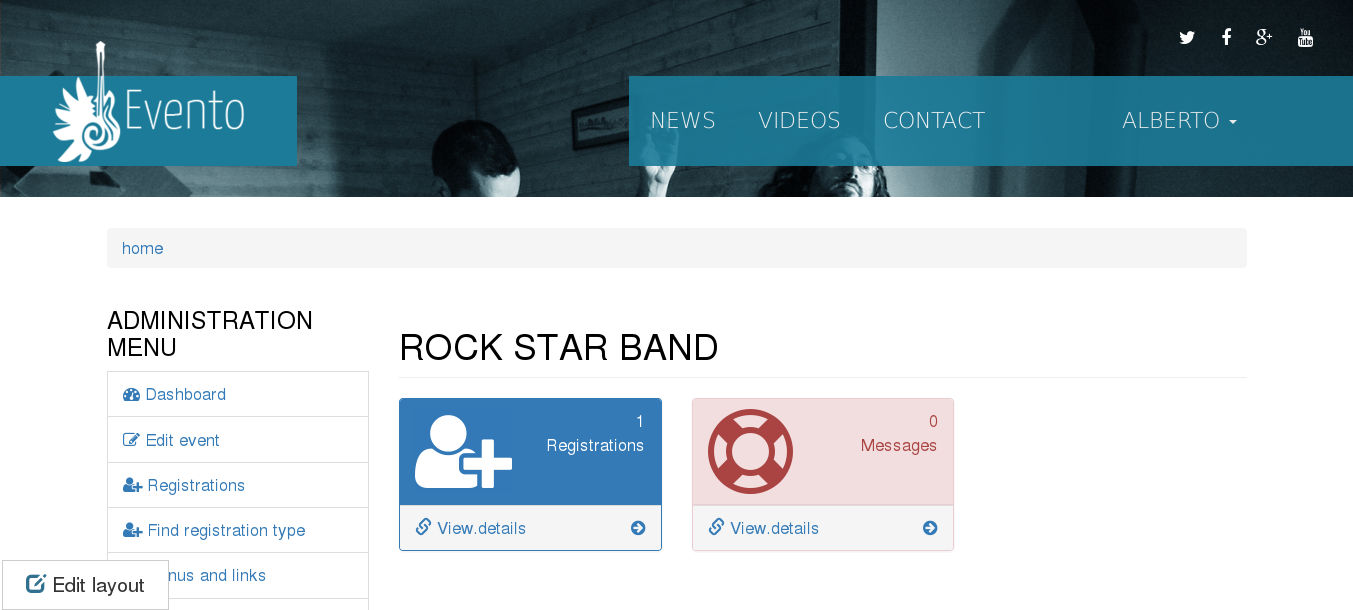 Evento
NEWS VIDEOS CONTACT ALBERTO
home
ADMINISTRATION
MENU
Dashboard
Edit event
Registrations
Find registration type
nus and links
Edit layout
ROCK STAR BAND
1
Registrations
View.details
0
Messages
View.details